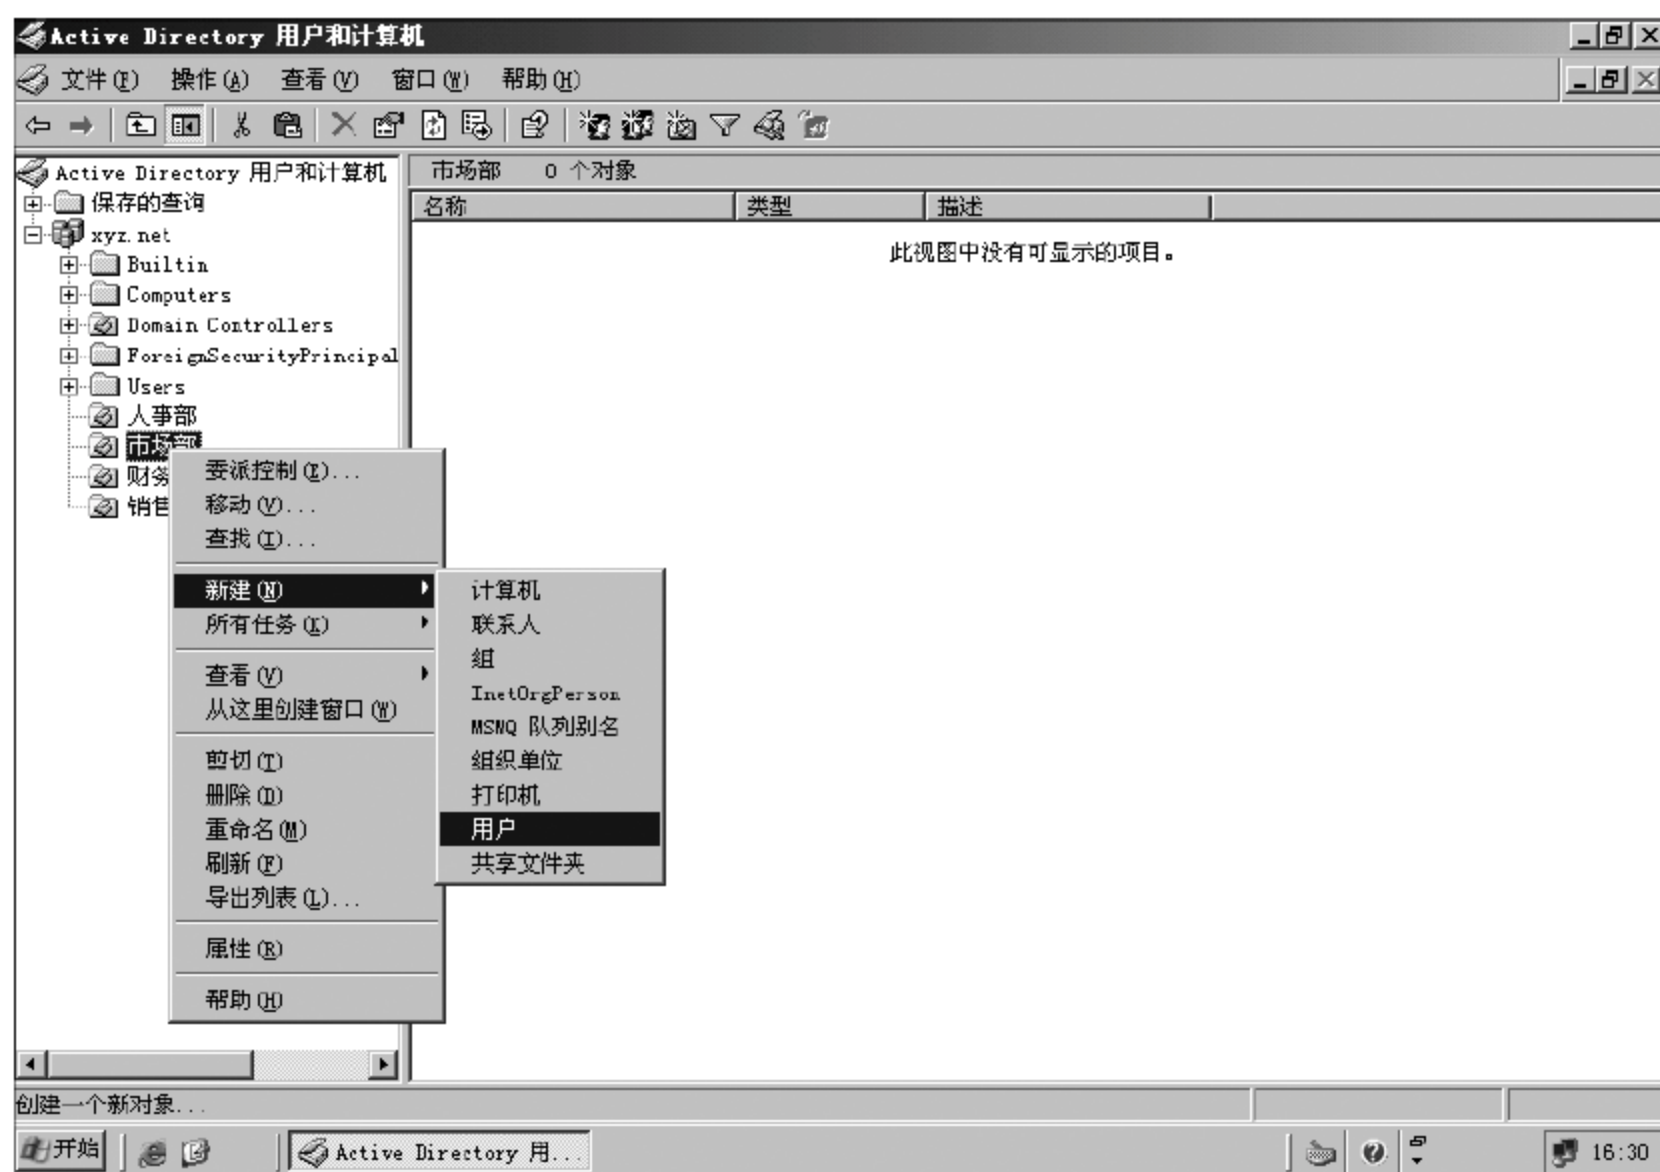 Active Directory 用户和计算机
文件(F) 操作(A) 查看(V) 窗口(W) 帮助(H)
Active Directory 用户和计算机
市场部 0 个对象
保存的查询
名称 类型 描述
xyz.net
此视图中没有可显示的项目。
Builtin
Computers
Domain Controllers
ForeignSecurityPrincipal
Users
人事部
市场部
财务
销售
委派控制(E)...
移动(V)...
查找(I)...
新建(N)
所有任务(K)
查看(V)
从这里创建窗口(W)
剪切(T)
删除(D)
重命名(M)
刷新(F)
导出列表(L)...
属性(R)
帮助(H)
计算机
联系人
组
InetOrgPerson
MSMQ 队列别名
组织单位
打印机
用户
共享文件夹
创建一个新对象...
开始 Active Directory 用... 16:30